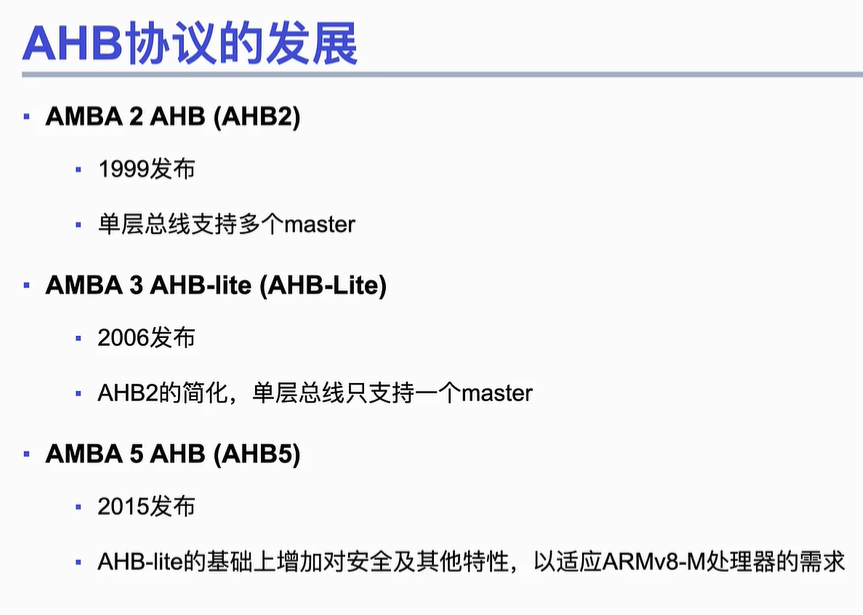 AHB协议的发展
AMBA 2 AHB (AHB2)
1999发布
单层总线支持多个master
AMBA 3 AHB-lite (AHB-Lite)
2006发布
AHB2的简化，单层总线只支持一个master
AMBA 5 AHB (AHB5)
2015发布
AHB-lite的基础上增加对安全及其他特性，以适应ARMv8-M处理器的需求